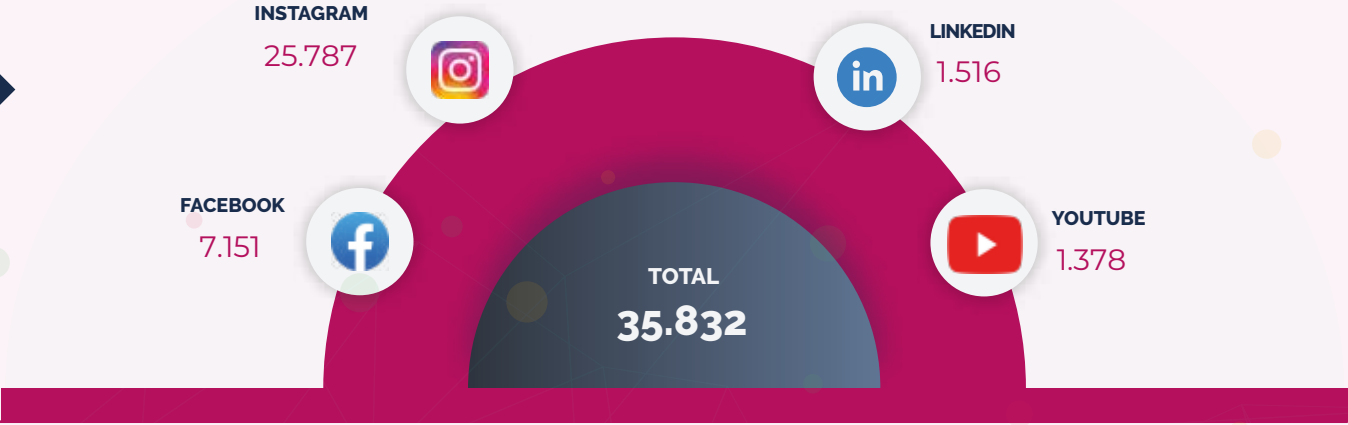 INSTAGRAM
25.787
LINKEDIN
1.516
FACEBOOK
7.151
YOUTUBE
1.378
TOTAL
35.832